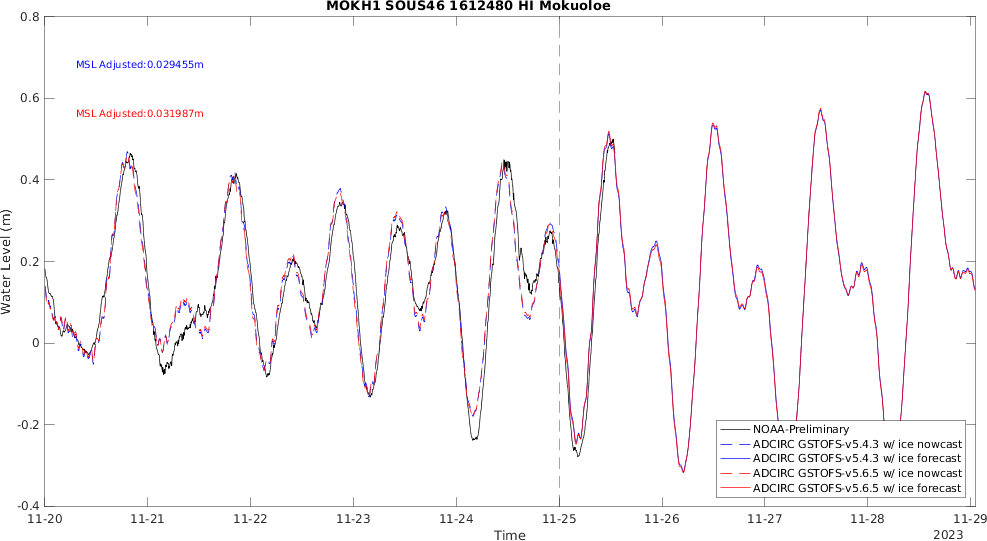 MOKH1 SOUS46 1612480 HI Mokuoloe
MSL Adjusted:0.029455m
MSL Adjusted:0.031987m
Water Level (m)
0.8
0.6
0.4
0.2
0
-0.2
-0.4
NOAA-Preliminary
ADCIRC GSTOFS-v5.4.3 w/ ice nowcast
ADCIRC GSTOFS-v5.4.3 w/ ice forecast
ADCIRC GSTOFS-v5.6.5 w/ ice nowcast
ADCIRC GSTOFS-v5.6.5 w/ ice forecast
11-20 11-21 11-22 11-23 11-24 11-25 11-26 11-27 11-28 11-29
Time
2023